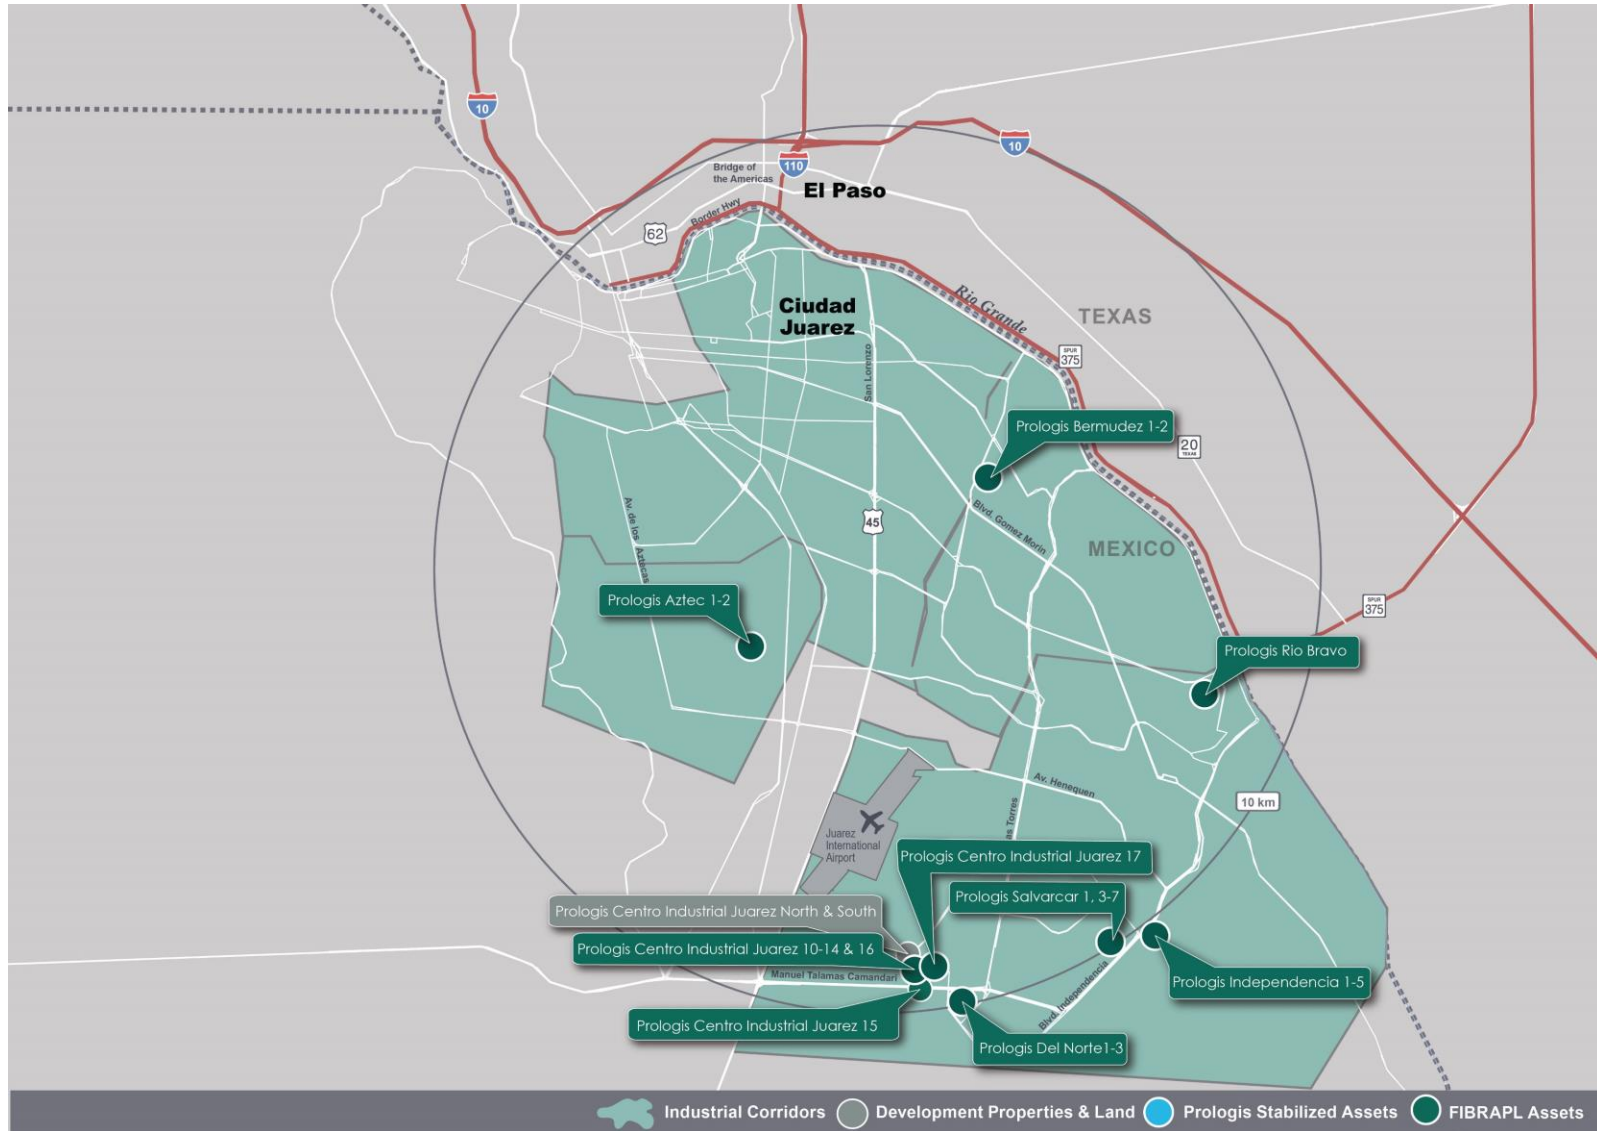 10
10
110
Bridge of
the Americas
El Paso
Border Hwy
62
Ciudad
Juarez
Rio Grande
TEXAS
SPUR
375
San Lorenzo
Prologis Bermudez 1-2
20
TEXAS
Av. de los Aztecas
45
Blvd. Gomez Morin
MEXICO
Prologis Aztec 1-2
SPUR
375
Prologis Rio Bravo
Av. Henequen
10 km
as Torres
Juarez
International
Airport
Prologis Centro Industrial Juarez 17
Prologis Salvarcar 1, 3-7
Prologis Centro Industrial Juarez North & South
Prologis Centro Industrial Juarez 10-14 & 16
Manuel Talamas Camandari
Prologis Independencia 1-5
Blvd. Independencia
Prologis Centro Industrial Juarez 15
Prologis Del Norte1-3
Industrial Corridors
Development Properties & Land
Prologis Stabilized Assets
FIBRAPL Assets